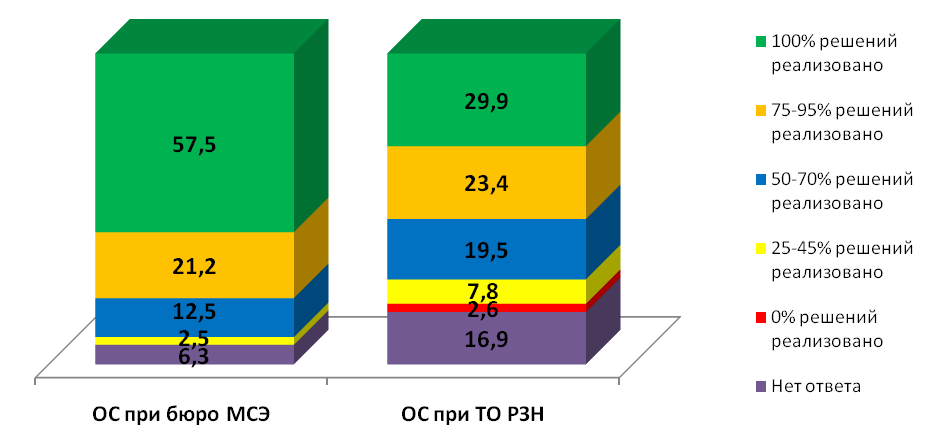 57,5
21,2
12,5
2,5
6,3
29,9
23,4
19,5
7,8
2,6
16,9
ОС при бюро МСЭ
ОС при ТО РЗН
100% решений
реализовано
75-95% решений
реализовано
50-70% решений
реализовано
25-45% решений
реализовано
0% решений
реализовано
Нет ответа